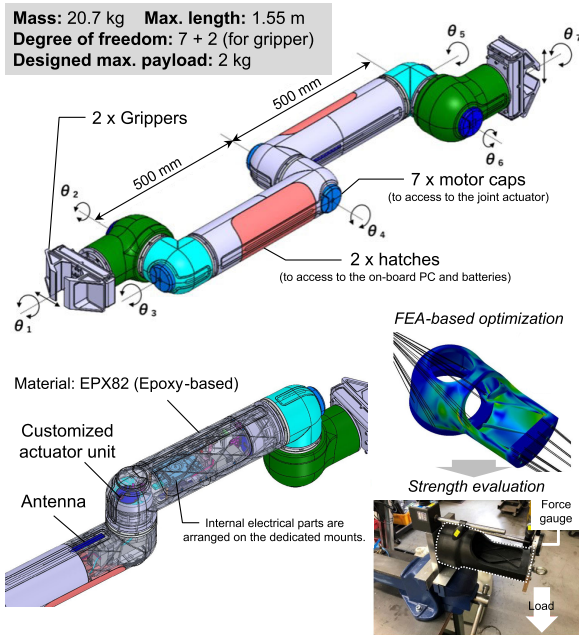 Mass: 20.7 kg    Max. length: 1.55 m
Degree of freedom: 7 + 2 (for gripper)
Designed max. payload: 2 kg
θ5
θ7
500 mm
2 x Grippers
θ6
500 mm
7 x motor caps
(to access to the joint actuator)
θ2
θ4
2 x hatches
(to access to the on-board PC and batteries)
θ3
θ1
FEA-based optimization
Material: EPX82 (Epoxy-based)
Customized
actuator unit
Strength evaluation
Antenna
Force
gauge
Internal electrical parts are
arranged on the dedicated mounts.
Load